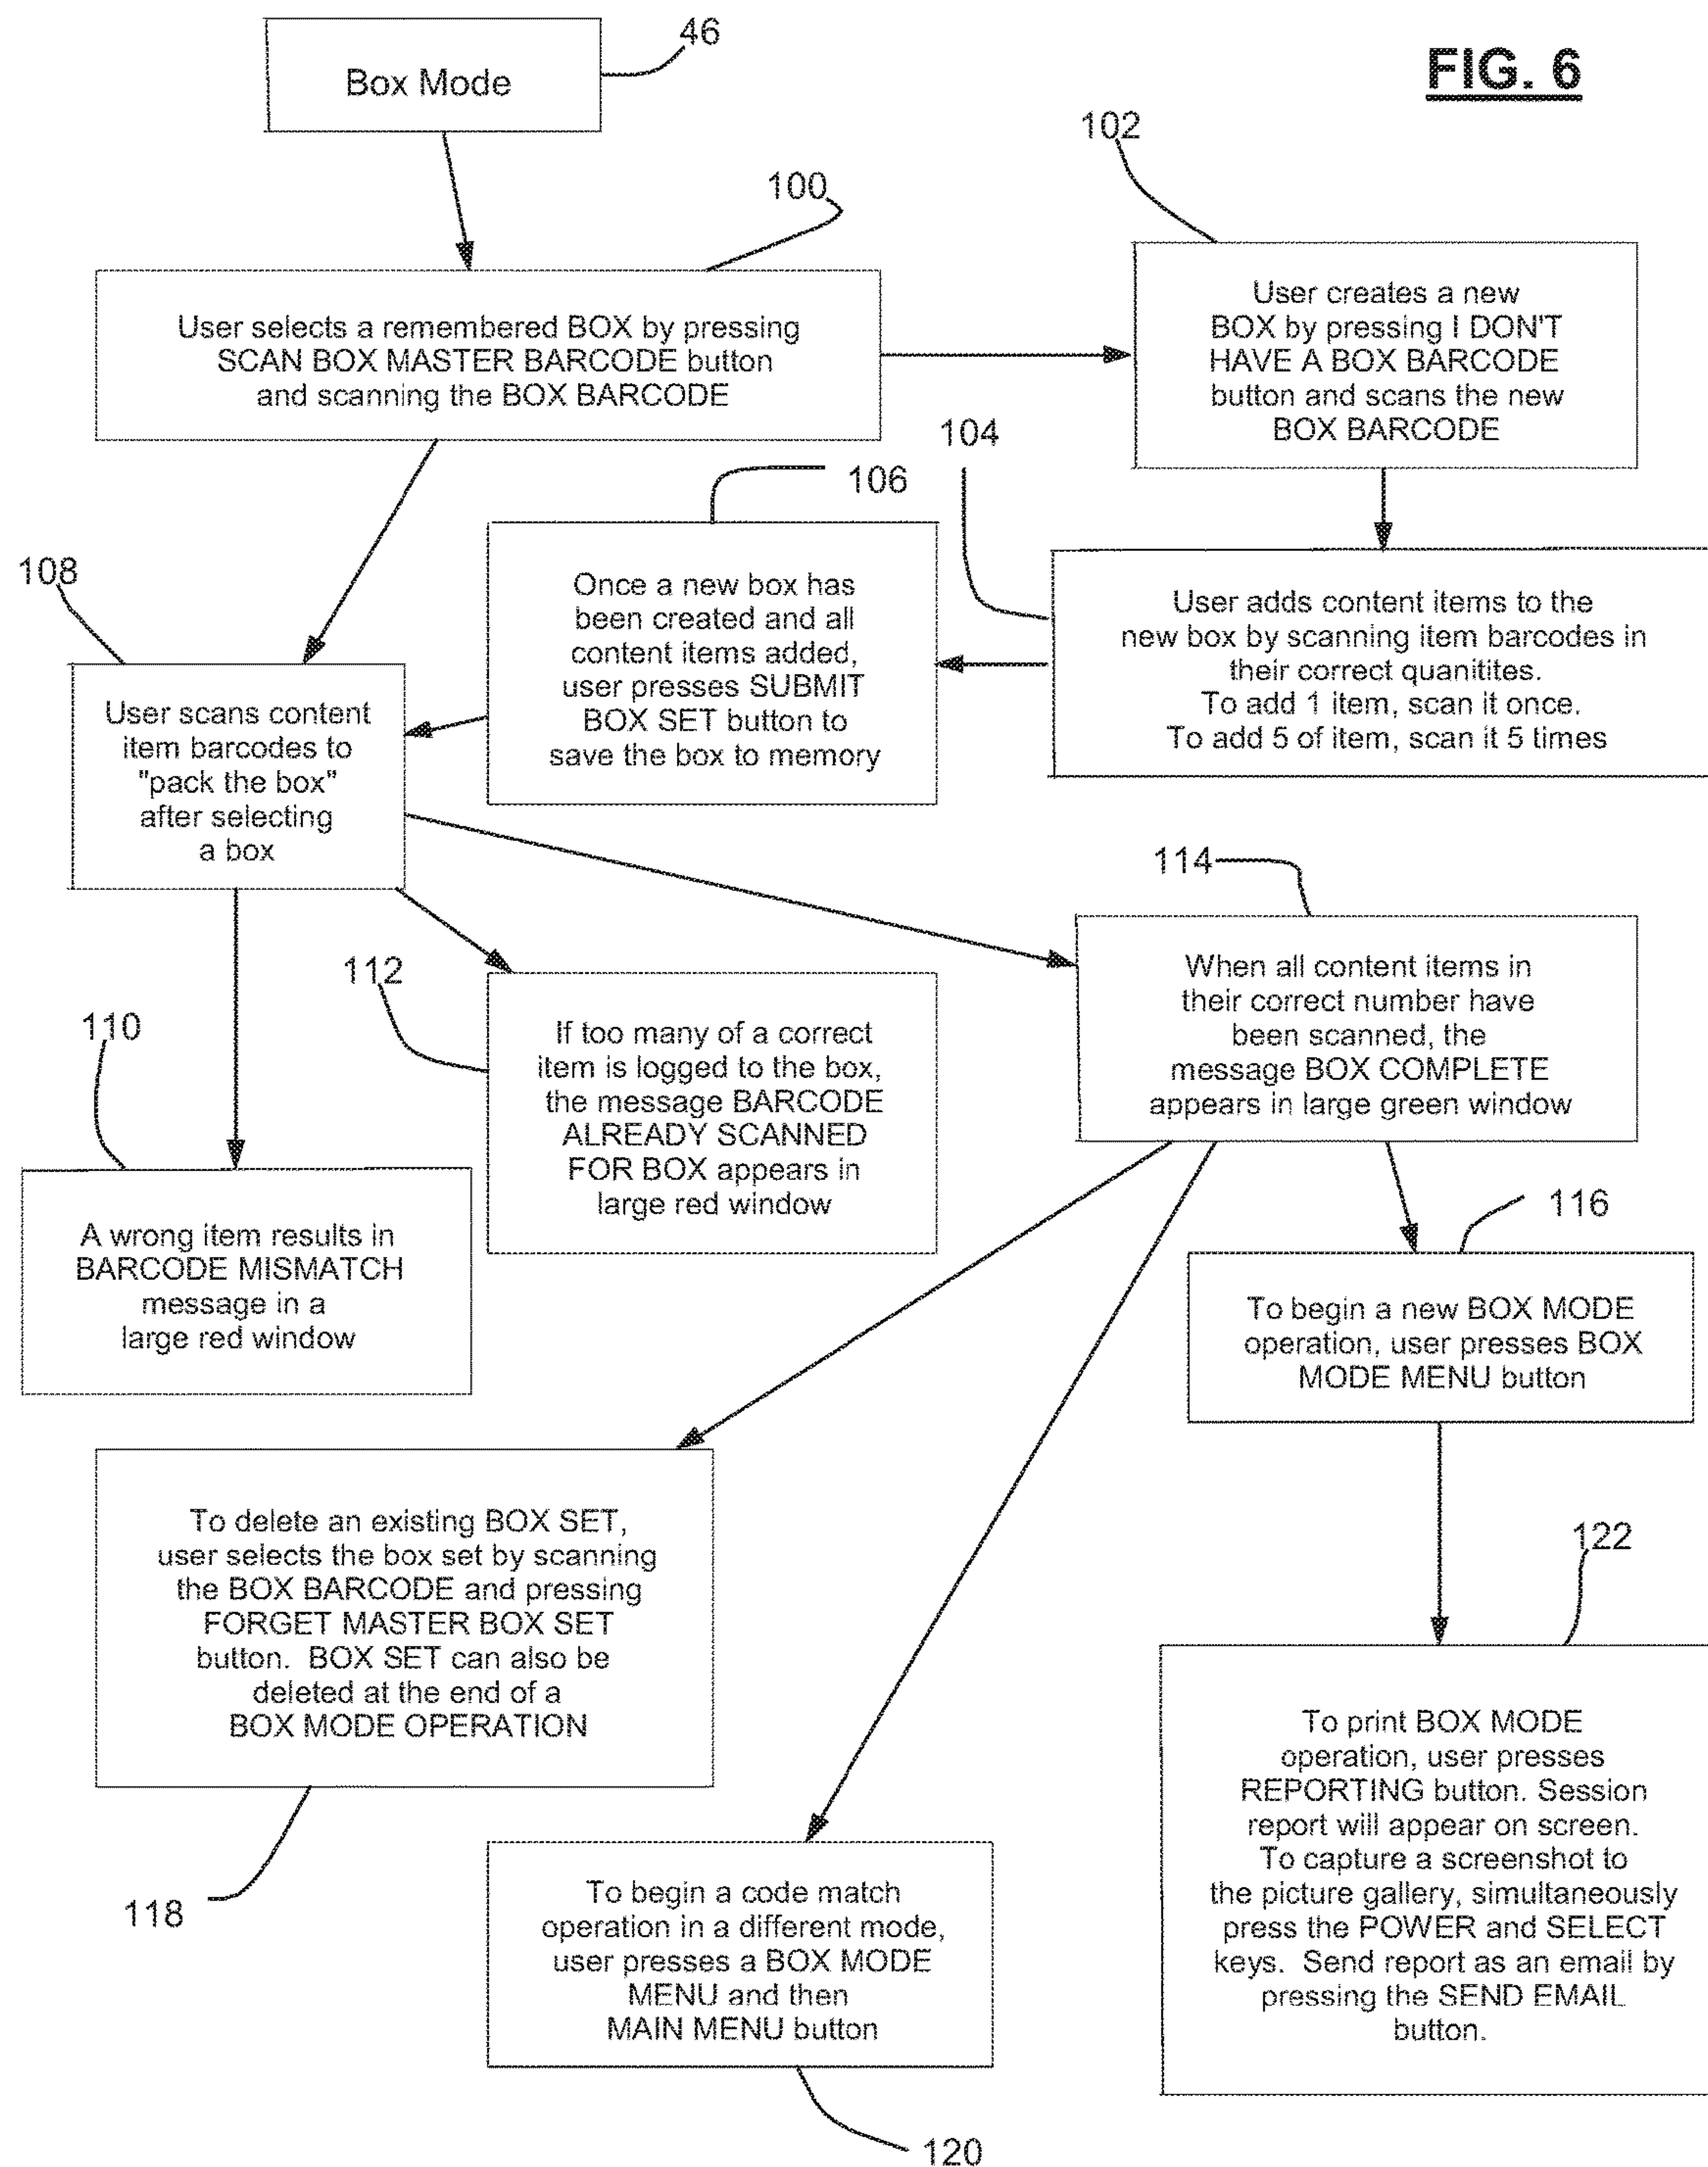 FIG. 6
46
Box Mode
100
User selects a remembered BOX by pressing
SCAN BOX MASTER BARCODE button
and scanning the BOX BARCODE
102
User creates a new
BOX by pressing I DON'T
HAVE A BOX BARCODE
button and scans the new
BOX BARCODE
104
User adds content items to the
new box by scanning item barcodes in
their correct quanitites.
To add 1 item, scan it once.
To add 5 of item, scan it 5 times
106
Once a new box has
been created and all
content items added,
user presses SUBMIT
BOX SET button to
save the box to memory
108
User scans content
item barcodes to
"pack the box"
after selecting
a box
110
A wrong item results in
BARCODE MISMATCH
message in a
large red window
112
If too many of a correct
item is logged to the box,
the message BARCODE
ALREADY SCANNED
FOR BOX appears in
large red window
114
When all content items in
their correct number have
been scanned, the
message BOX COMPLETE
appears in large green window
116
To begin a new BOX MODE
operation, user presses BOX
MODE MENU button
118
To delete an existing BOX SET,
user selects the box set by scanning
the BOX BARCODE and pressing
FORGET MASTER BOX SET
button.  BOX SET can also be
deleted at the end of a
BOX MODE OPERATION
120
To begin a code match
operation in a different mode,
user presses a BOX MODE
MENU and then
MAIN MENU button
122
To print BOX MODE
operation, user presses
REPORTING button. Session
report will appear on screen.
To capture a screenshot to
the picture gallery, simultaneously
press the POWER and SELECT
keys.  Send report as an email by
pressing the SEND EMAIL
button.